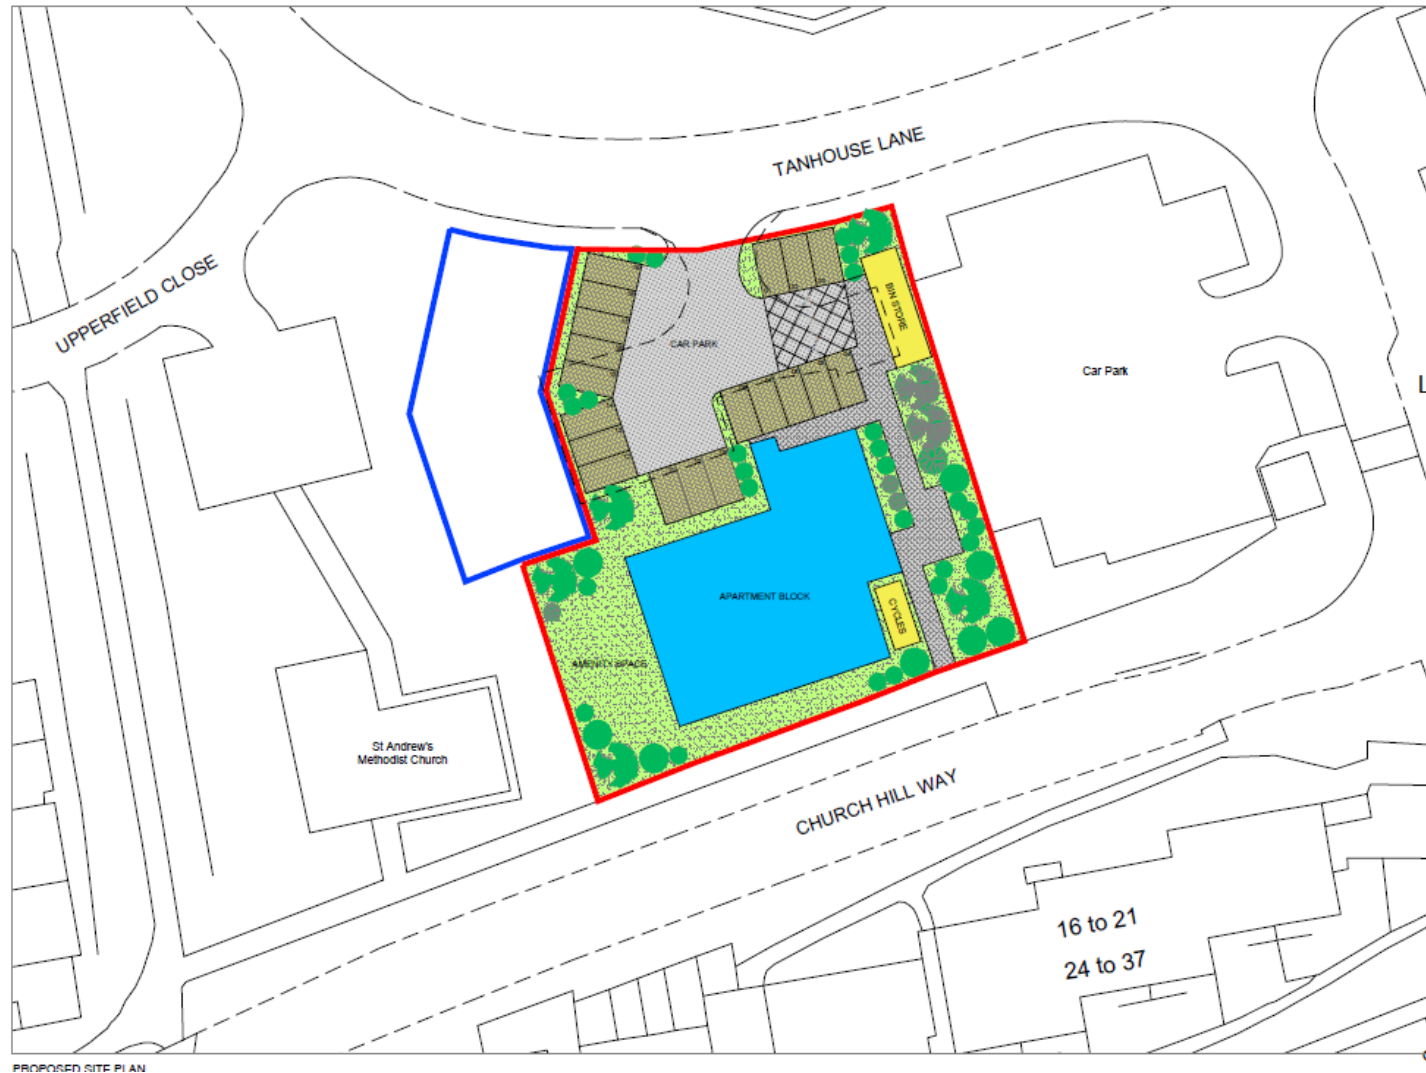 TANHOUSE LANE
UPPERFIELD CLOSE
BIN STORE
CAR PARK
Car Park
L
APARTMENT BLOCK
CYCLES
AMENITY SPACE
St Andrew's
Methodist Church
CHURCH HILL WAY
16 to 21
24 to 37
PROPOSED SITE PLAN